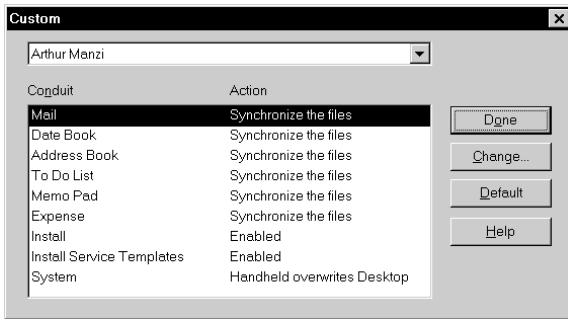 Custom
Arthur Manzi
Conduit Action
Mail Synchronize the files
Date Book Synchronize the files
Address Book Synchronize the files
To Do List Synchronize the files
Memo Pad Synchronize the files
Expense Synchronize the files
Install Enabled
Install Service Templates Enabled
System Handheld overwrites Desktop
Done
Change...
Default
Help